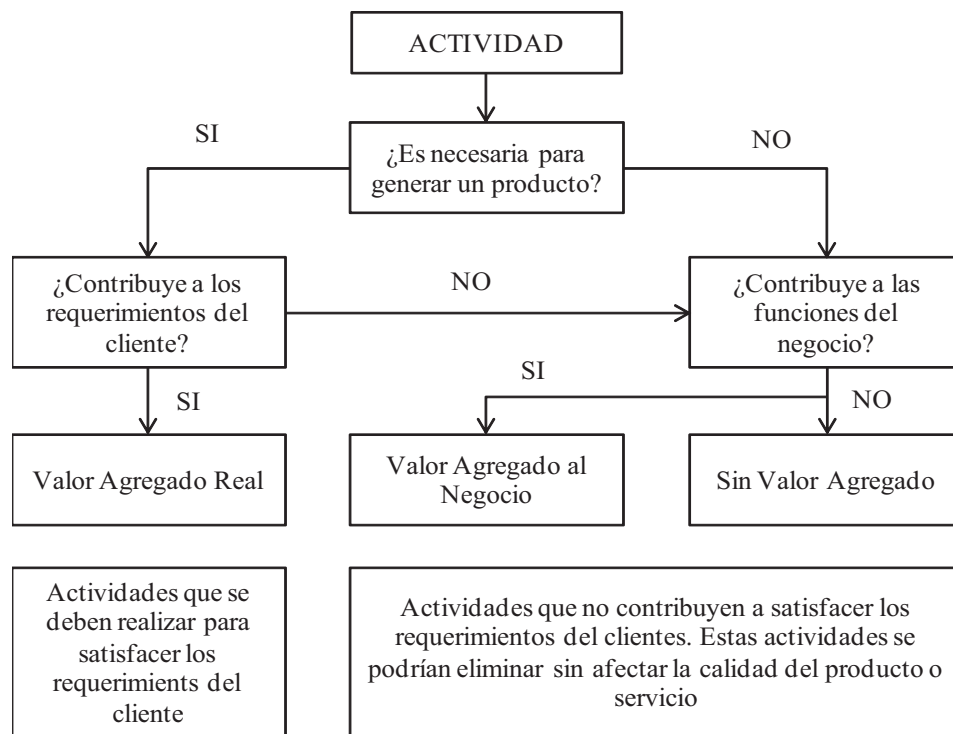 ACTIVIDAD
SI
¿Es necesaria para
generar un producto?
NO
¿Contribuye a los
requerimientos del
cliente?
NO
¿Contribuye a las
funciones del
negocio?
SI
SI
NO
Valor Agregado Real
Valor Agregado al
Negocio
Sin Valor Agregado
Actividades que se
deben realizar para
satisfacer los
requerimients del
cliente
Actividades que no contribuyen a satisfacer los
requerimientos del clientes. Estas actividades se
podrían eliminar sin afectar la calidad del producto o
servicio